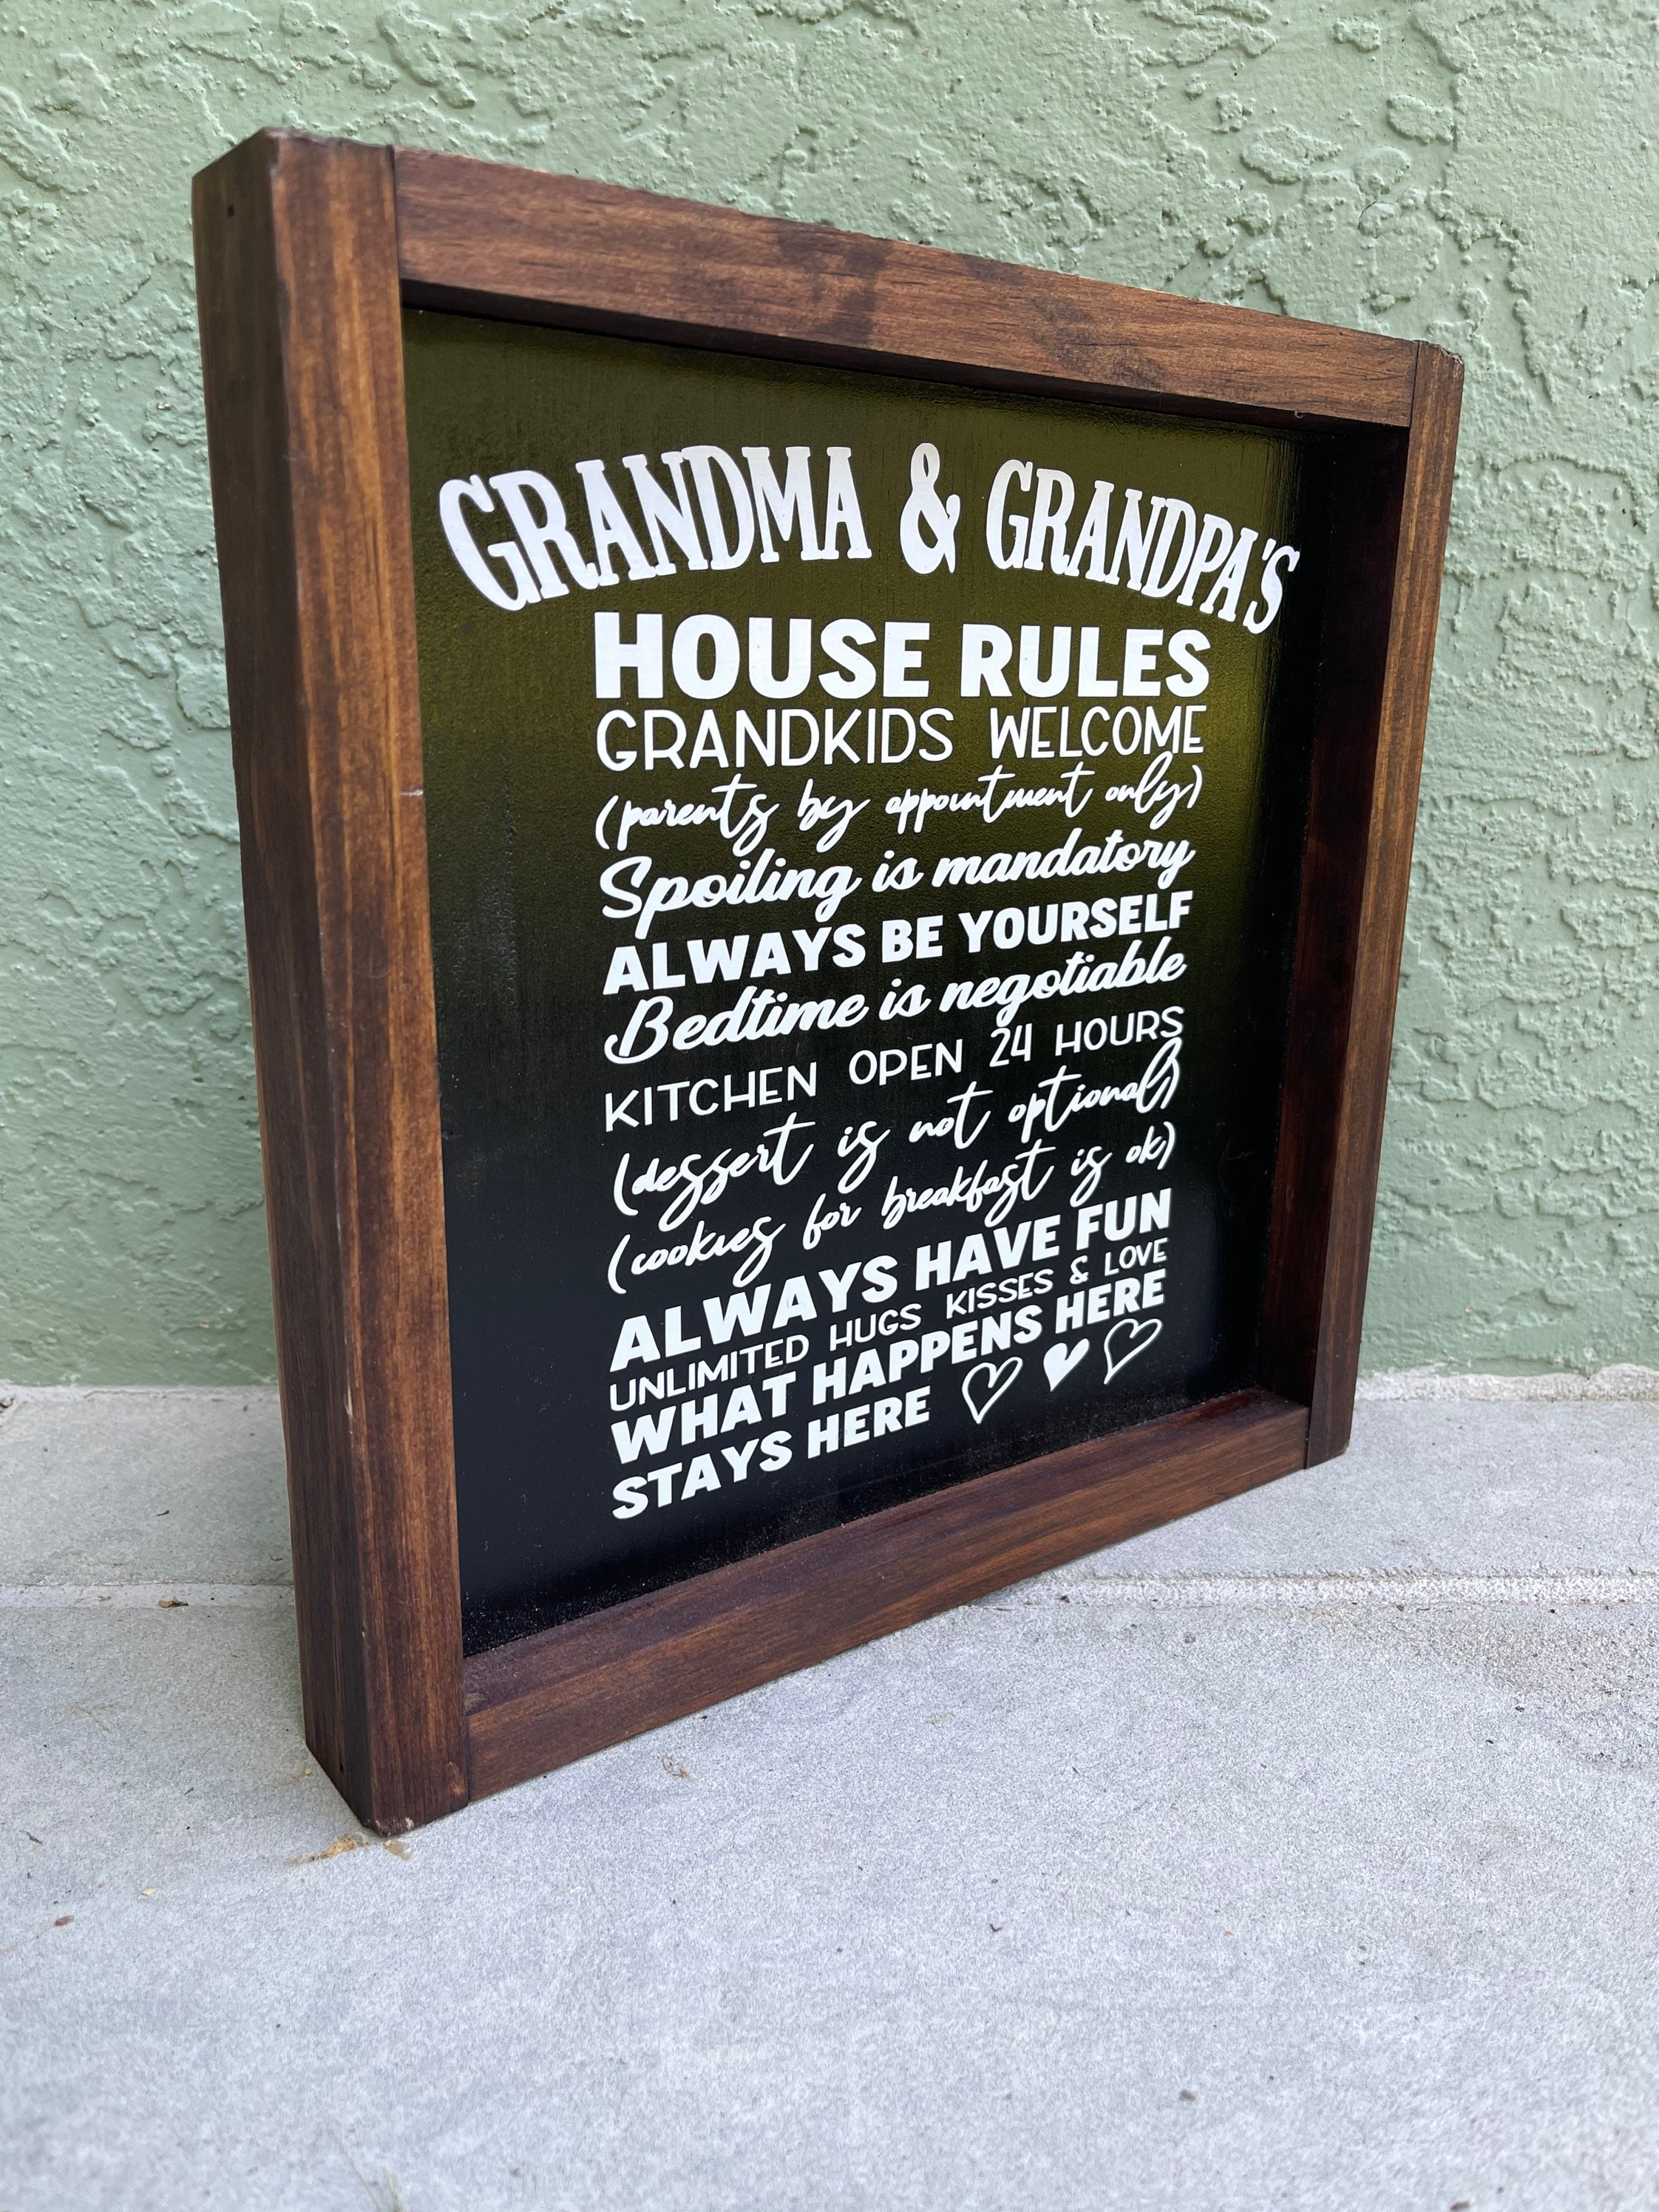 GRANDMA & GRANDPA'S
HOUSE RULES
GRANDKIDS WELCOME
(parents by appointment only)
Spoiling is mandatory
ALWAYS BE YOURSELF
Bedtime is negotiable
KITCHEN OPEN 24 HOURS
(dessert is not optional)
(cookies for breakfast is ok)
ALWAYS HAVE FUN
UNLIMITED HUGS KISSES & LOVE
WHAT HAPPENS HERE
STAYS HERE